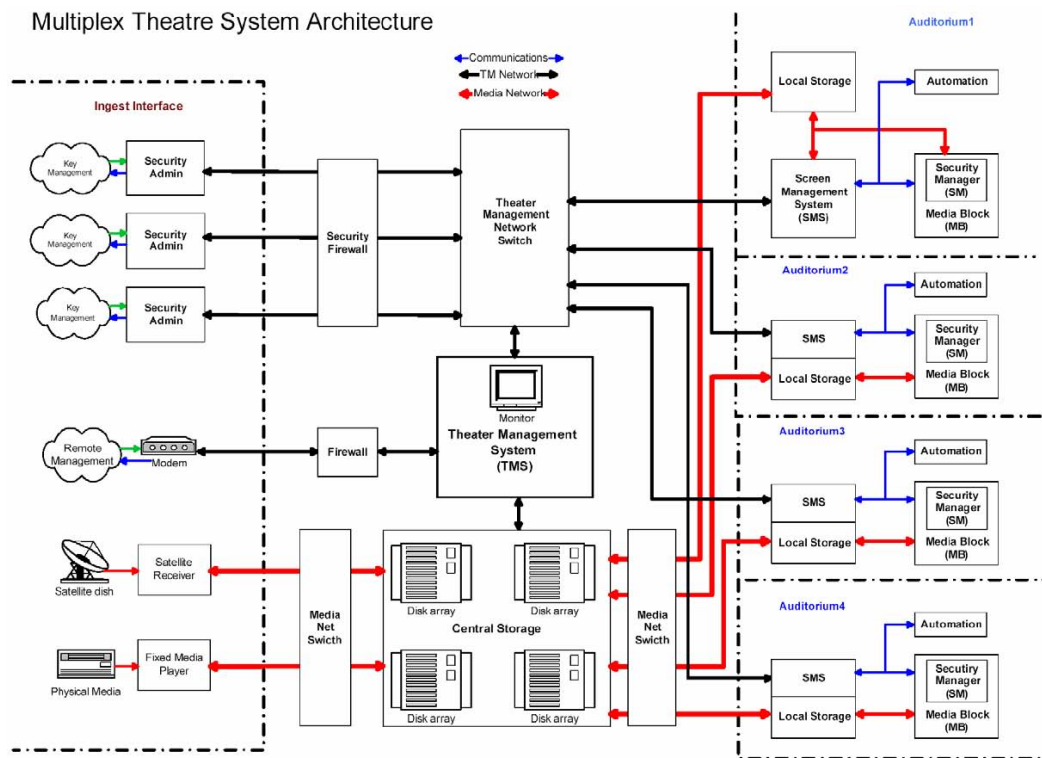 Multiplex Theatre System Architecture
Communications
TM Network
Media Network
Ingest Interface
Key
Management
Security
Admin
Key
Management
Security
Admin
Key
Management
Security
Admin
Security
Firewall
Theater
Management
Network
Switch
Remote
Management
Modem
Firewall
Monitor
Theater Management
System
(TMS)
Satellite dish
Satellite
Receiver
Physical Media
Fixed Media
Player
Media
Net
Swicth
Disk array
Disk array
Central Storage
Disk array
Disk array
Media
Net
Swicth
Auditorium1
Local Storage
Automation
Screen
Management
System
(SMS)
Security
Manager
(SM)
Media Block
(MB)
Auditorium2
Automation
SMS
Local Storage
Security
Manager
(SM)
Media Block
(MB)
Auditorium3
Automation
SMS
Local Storage
Security
Manager
(SM)
Media Block
(MB)
Auditorium4
Automation
SMS
Local Storage
Secutiry
Manager
(SM)
Media Block
(MB)